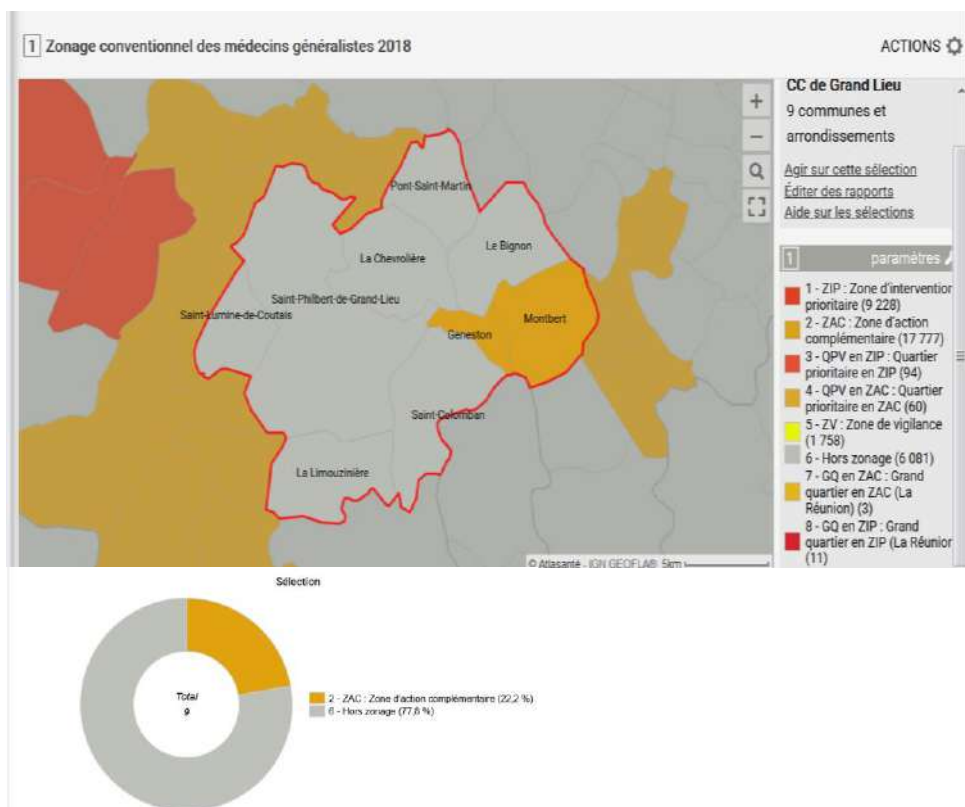 1 Zonage conventionnel des médecins généralistes 2018
ACTIONS
Pont-Saint-Martin
Le Bignon
La Chevrolière
Saint-Philbert-de-Grand-Lieu
Saint-Lumine-de-Coutais
Montbert
Geneston
Saint-Colomban
La Limouzinière
© Atlasanté - IGN GEOFLA® 5km
+
−
CC de Grand Lieu
9 communes et
arrondissements
Agir sur cette sélection
Éditer des rapports
Aide sur les sélections
1 paramètres
1 - ZIP : Zone d'intervention
prioritaire (9 228)
2 - ZAC : Zone d'action
complémentaire (17 777)
3 - QPV en ZIP : Quartier
prioritaire en ZIP (94)
4 - QPV en ZAC : Quartier
prioritaire en ZAC (60)
5 - ZV : Zone de vigilance
(1 758)
6 - Hors zonage (6 081)
7 - GQ en ZAC : Grand
quartier en ZAC (La
Réunion) (3)
8 - GQ en ZIP : Grand
quartier en ZIP (La Réunion
(11)
Sélection
Total
9
2 - ZAC : Zone d'action complémentaire (22,2 %)
6 - Hors zonage (77,8 %)